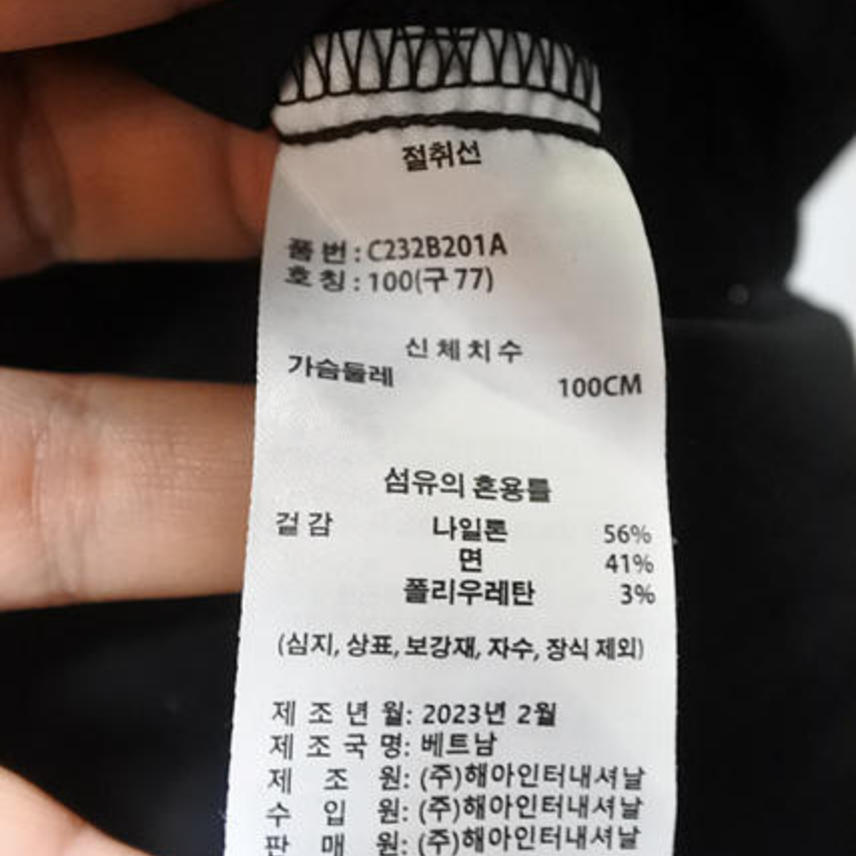 절취선
품 번 : C232B201A
호 칭 : 100(구 77)
신 체 치 수
가슴둘레 100CM
섬유의 혼용률
겉 감 나일론 56%
면 41%
폴리우레탄 3%
(심지, 상표, 보강재, 자수, 장식 제외)
제 조 년 월: 2023년 2월
제 조 국 명: 베트남
제 조 원: (주)해아인터내셔날
수 입 원: (주)해아인터내셔날
판 매 원: (주)해아인터내셔날